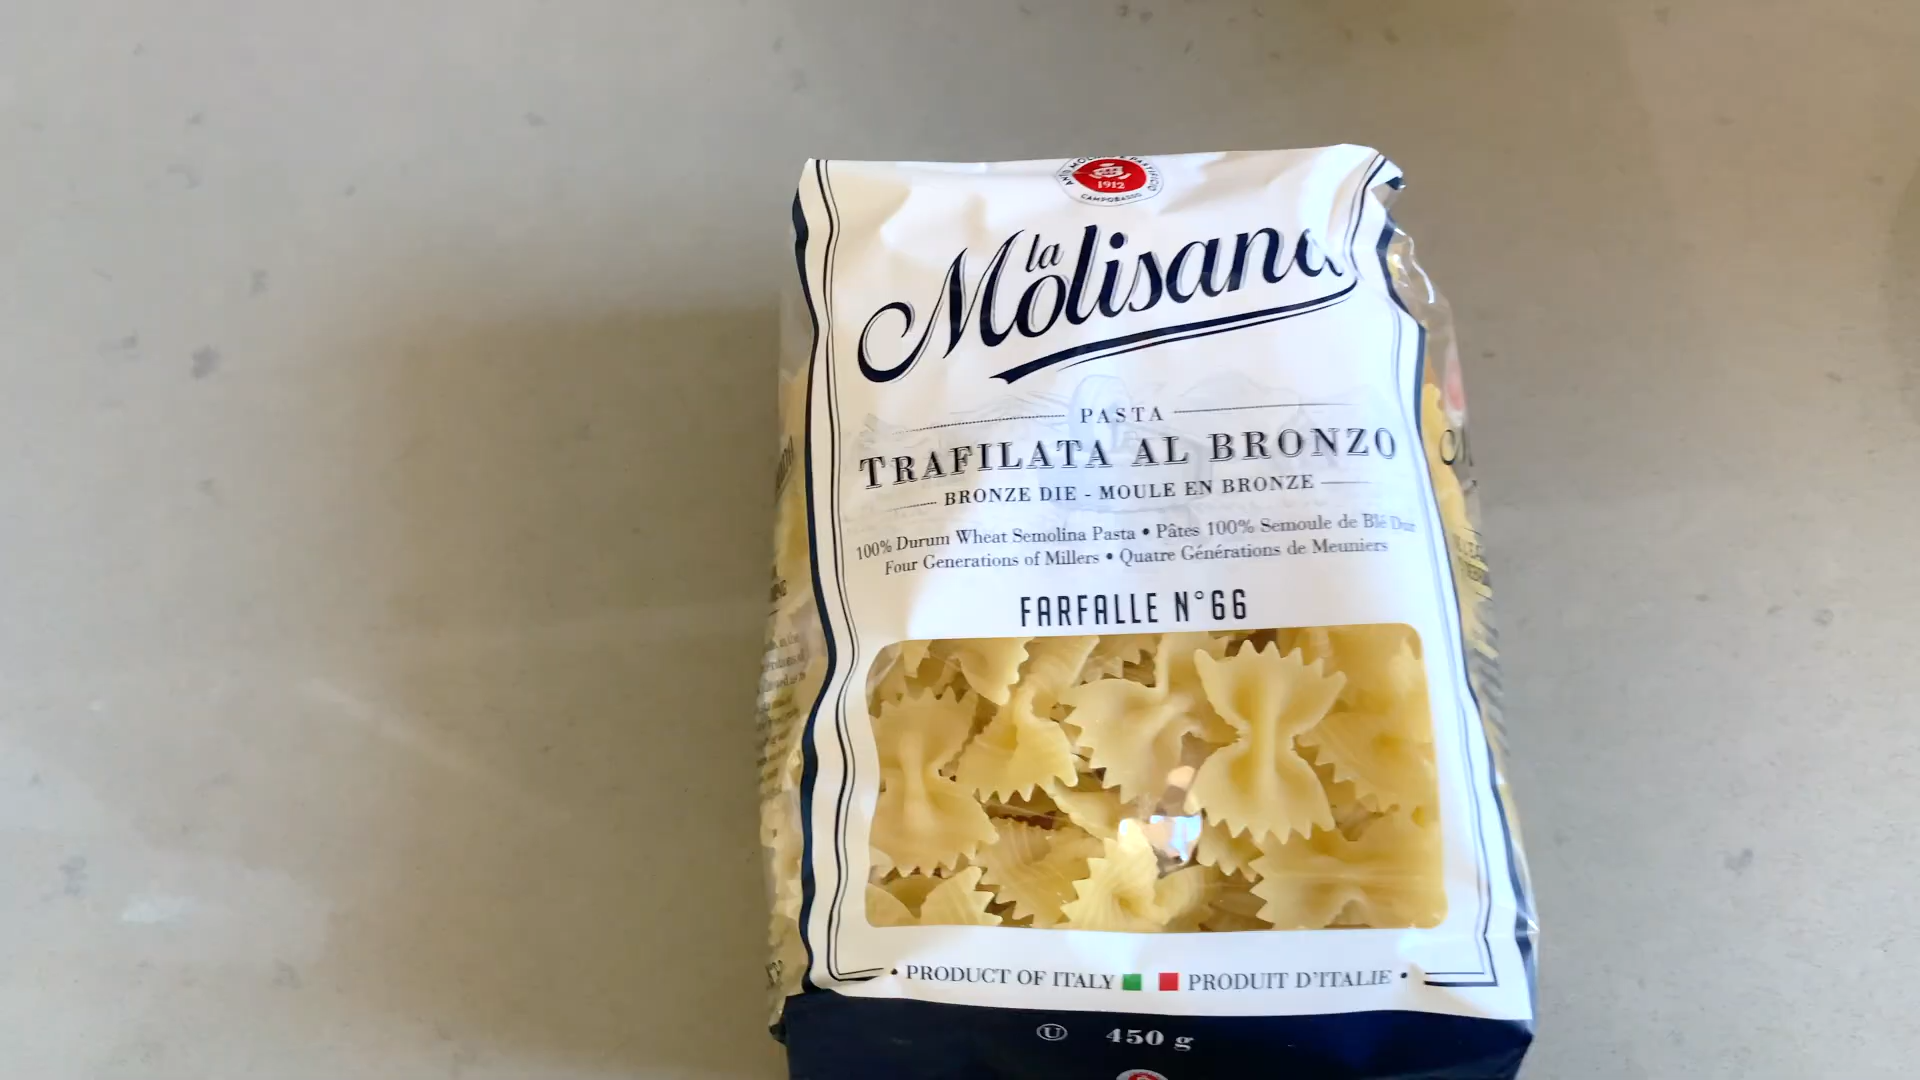 1912
CAMPOBASSO
la
Molisana
PASTA
TRAFILATA AL BRONZO
BRONZE DIE - MOULE EN BRONZE
100% Durum Wheat Semolina Pasta • Pâtes 100% Semoule de Blé Dur
Four Generations of Millers • Quatre Générations de Meuniers
FARFALLE N°66
• PRODUCT OF ITALY PRODUIT D'ITALIE •
U 450 g